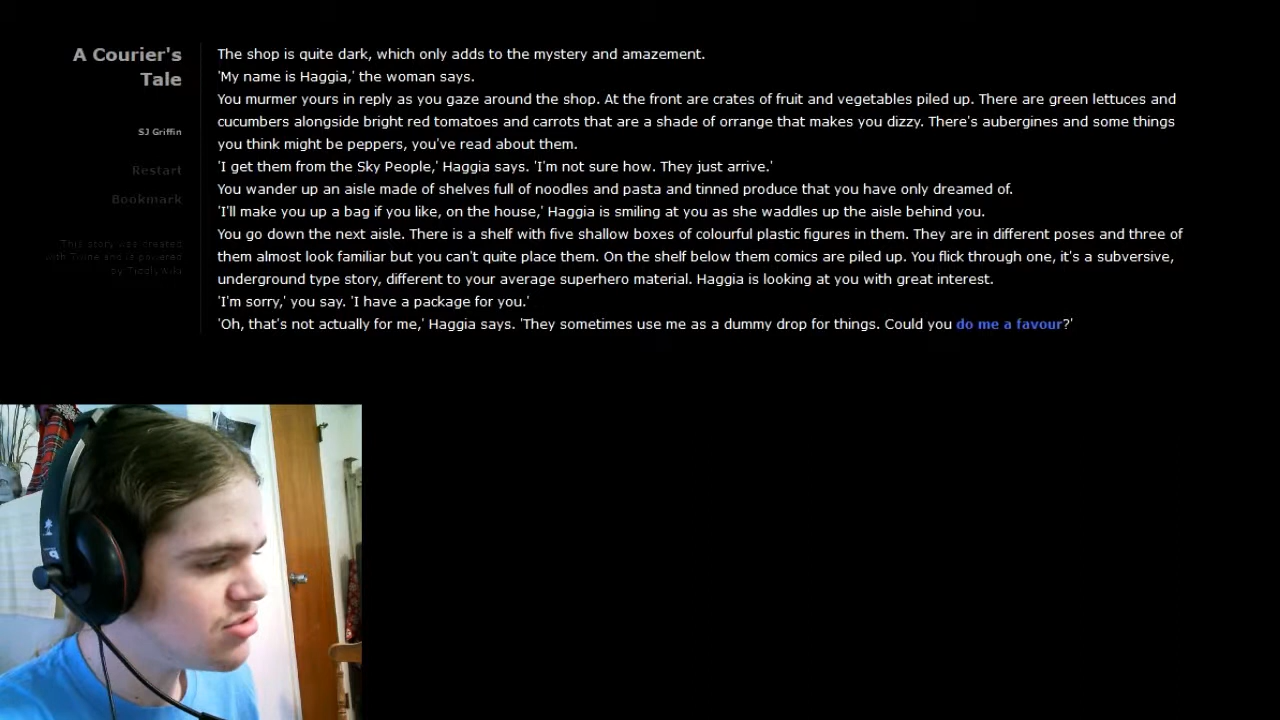 A Courier's
Tale
SJ Griffin
Restart
Bookmark
This story was created
with Twine and is powered
by TiddlyWiki
The shop is quite dark, which only adds to the mystery and amazement.
'My name is Haggia,' the woman says.
You murmer yours in reply as you gaze around the shop. At the front are crates of fruit and vegetables piled up. There are green lettuces and
cucumbers alongside bright red tomatoes and carrots that are a shade of orrange that makes you dizzy. There's aubergines and some things
you think might be peppers, you've read about them.
'I get them from the Sky People,' Haggia says. 'I'm not sure how. They just arrive.'
You wander up an aisle made of shelves full of noodles and pasta and tinned produce that you have only dreamed of.
'I'll make you up a bag if you like, on the house,' Haggia is smiling at you as she waddles up the aisle behind you.
You go down the next aisle. There is a shelf with five shallow boxes of colourful plastic figures in them. They are in different poses and three of
them almost look familiar but you can't quite place them. On the shelf below them comics are piled up. You flick through one, it's a subversive,
underground type story, different to your average superhero material. Haggia is looking at you with great interest.
'I'm sorry,' you say. 'I have a package for you.'
'Oh, that's not actually for me,' Haggia says. 'They sometimes use me as a dummy drop for things. Could you do me a favour?'